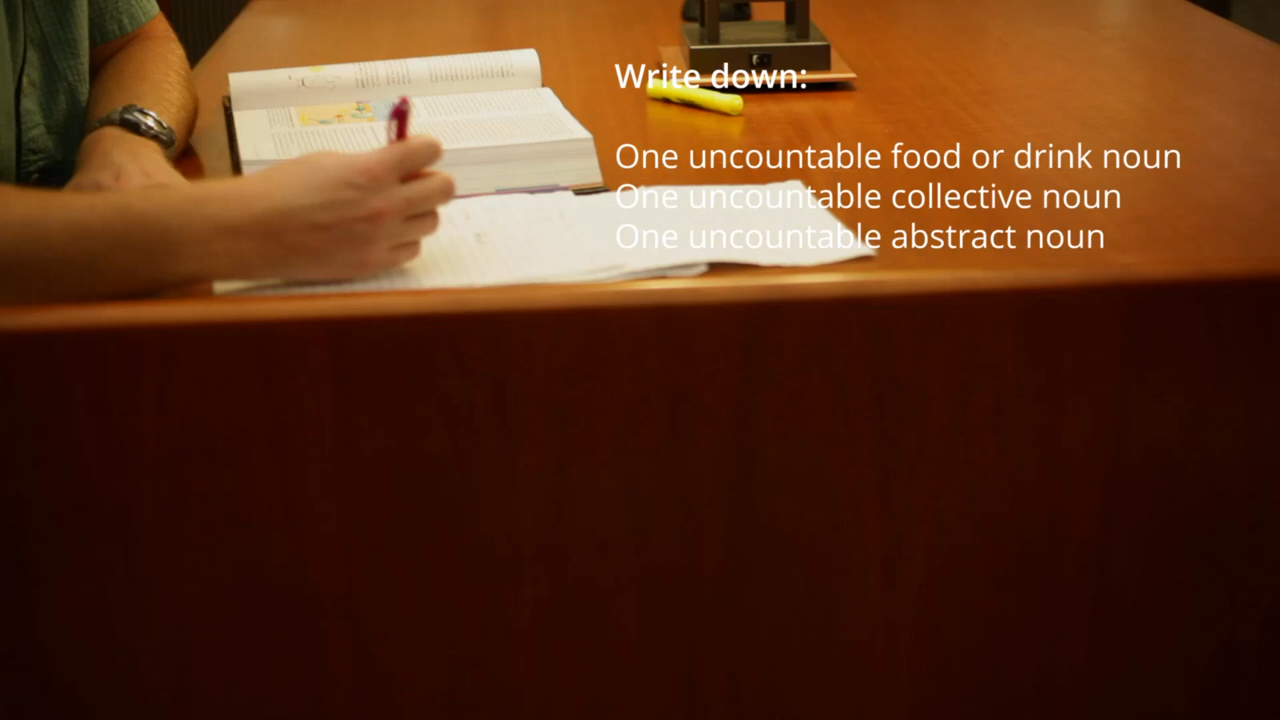 Write down:
One uncountable food or drink noun
One uncountable collective noun
One uncountable abstract noun